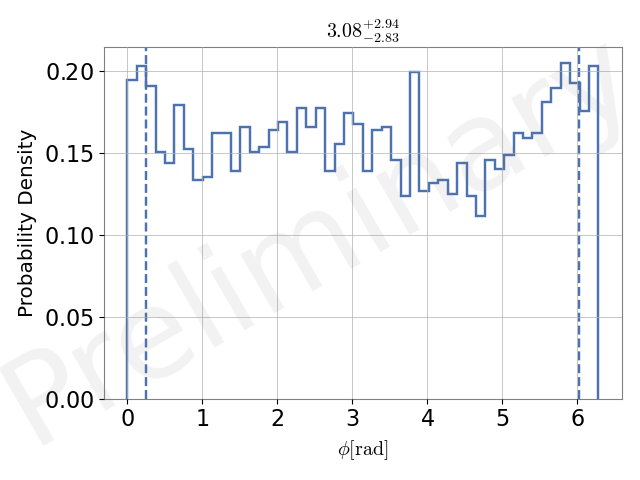 3.08^{+2.94}_{-2.83}
Probability Density
0.20
0.15
0.10
0.05
0.00
0 1 2 3 4 5 6
ϕ[rad]
Preliminary